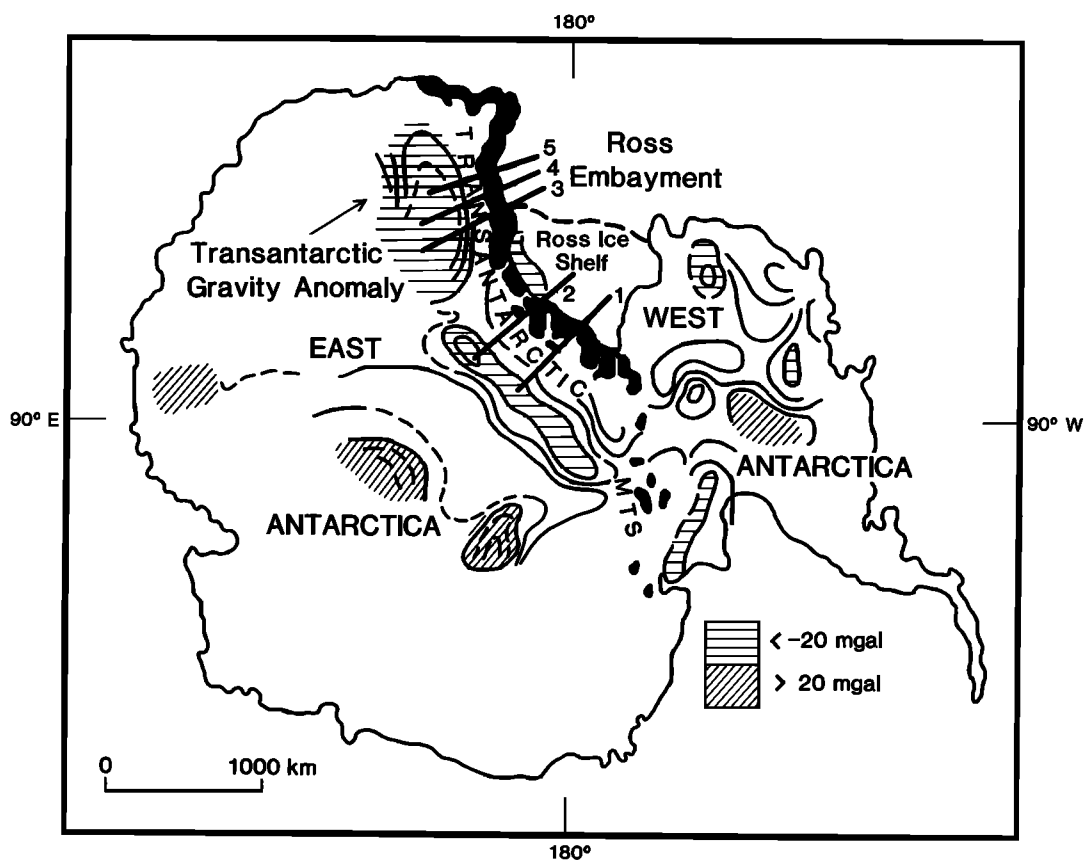 180°
5
4
3
Ross
Embayment
TRANSANTARCTIC MTS
Transantarctic
Gravity Anomaly
Ross Ice
Shelf
2
1
WEST
EAST
90° E
90° W
ANTARCTICA
ANTARCTICA
< -20 mgal
> 20 mgal
0 1000 km
180°